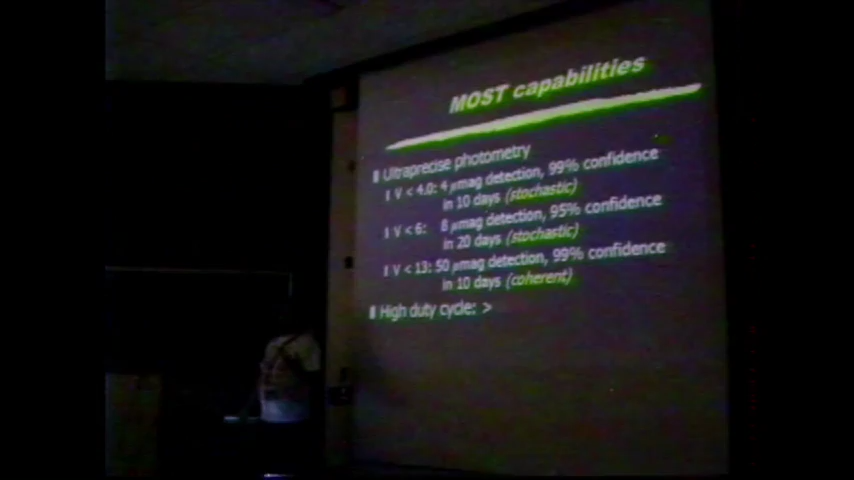 MOST capabilities
Ultraprecise photometry
V < 4.0: 4 μmag detection, 99% confidence
in 10 days (stochastic)
V < 6: 8 μmag detection, 95% confidence
in 20 days (stochastic)
V < 13: 50 μmag detection, 99% confidence
in 10 days (coherent)
High duty cycle: >